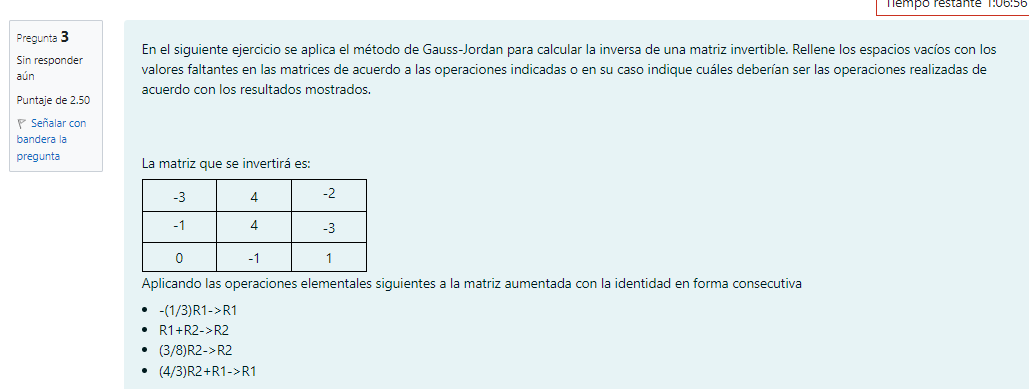 Tiempo restante 1:06:56
Pregunta 3
Sin responder
aún
Puntaje de 2.50
Señalar con
bandera la
pregunta
En el siguiente ejercicio se aplica el método de Gauss-Jordan para calcular la inversa de una matriz invertible. Rellene los espacios vacíos con los
valores faltantes en las matrices de acuerdo a las operaciones indicadas o en su caso indique cuáles deberían ser las operaciones realizadas de
acuerdo con los resultados mostrados.
La matriz que se invertirá es:
-3 4 -2
-1 4 -3
0 -1 1
Aplicando las operaciones elementales siguientes a la matriz aumentada con la identidad en forma consecutiva
• -(1/3)R1->R1
• R1+R2->R2
• (3/8)R2->R2
• (4/3)R2+R1->R1